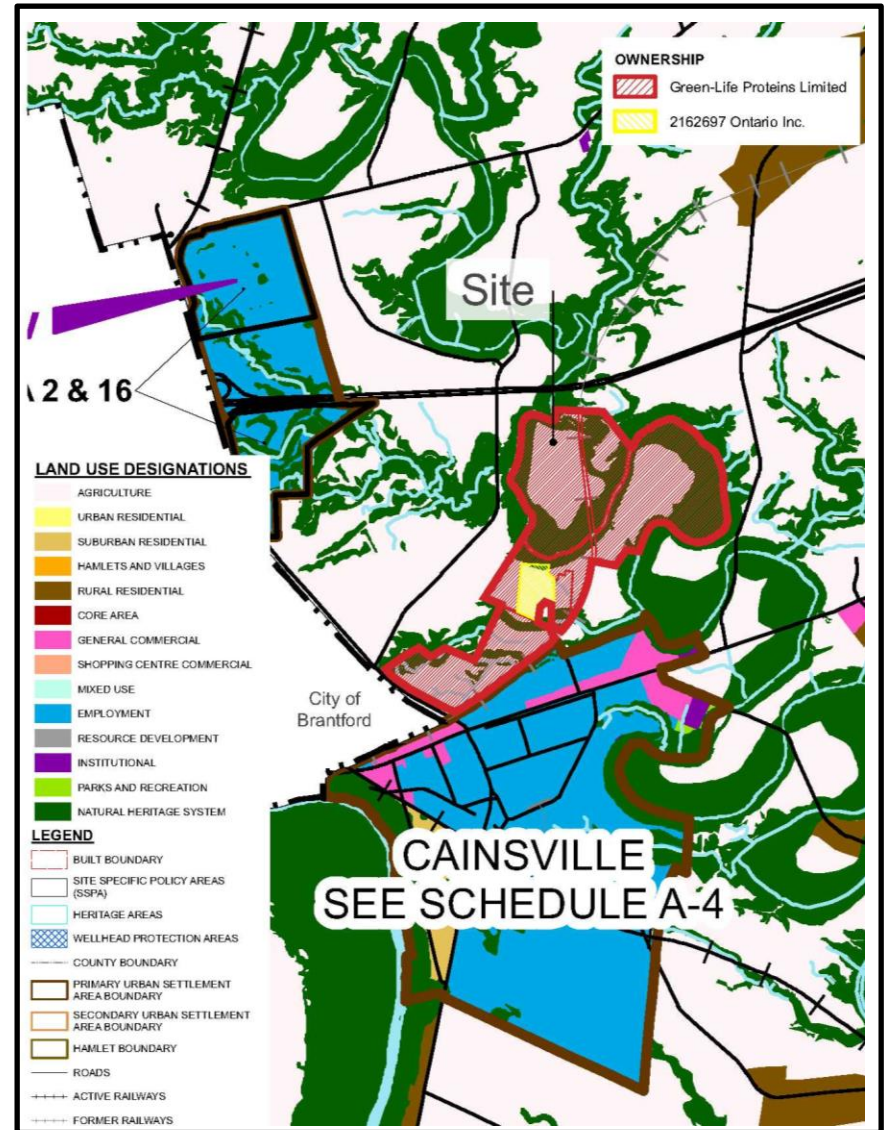 OWNERSHIP
Green-Life Proteins Limited
2162697 Ontario Inc.
Site
2 & 16
LAND USE DESIGNATIONS
AGRICULTURE
URBAN RESIDENTIAL
SUBURBAN RESIDENTIAL
HAMLETS AND VILLAGES
RURAL RESIDENTIAL
CORE AREA
GENERAL COMMERCIAL
SHOPPING CENTRE COMMERCIAL
MIXED USE
EMPLOYMENT
RESOURCE DEVELOPMENT
INSTITUTIONAL
PARKS AND RECREATION
NATURAL HERITAGE SYSTEM
City of
Brantford
LEGEND
BUILT BOUNDARY
SITE SPECIFIC POLICY AREAS
(SSPA)
HERITAGE AREAS
WELLHEAD PROTECTION AREAS
COUNTY BOUNDARY
PRIMARY URBAN SETTLEMENT
AREA BOUNDARY
SECONDARY URBAN SETTLEMENT
AREA BOUNDARY
HAMLET BOUNDARY
ROADS
ACTIVE RAILWAYS
FORMER RAILWAYS
CAINSVILLE
SEE SCHEDULE A-4